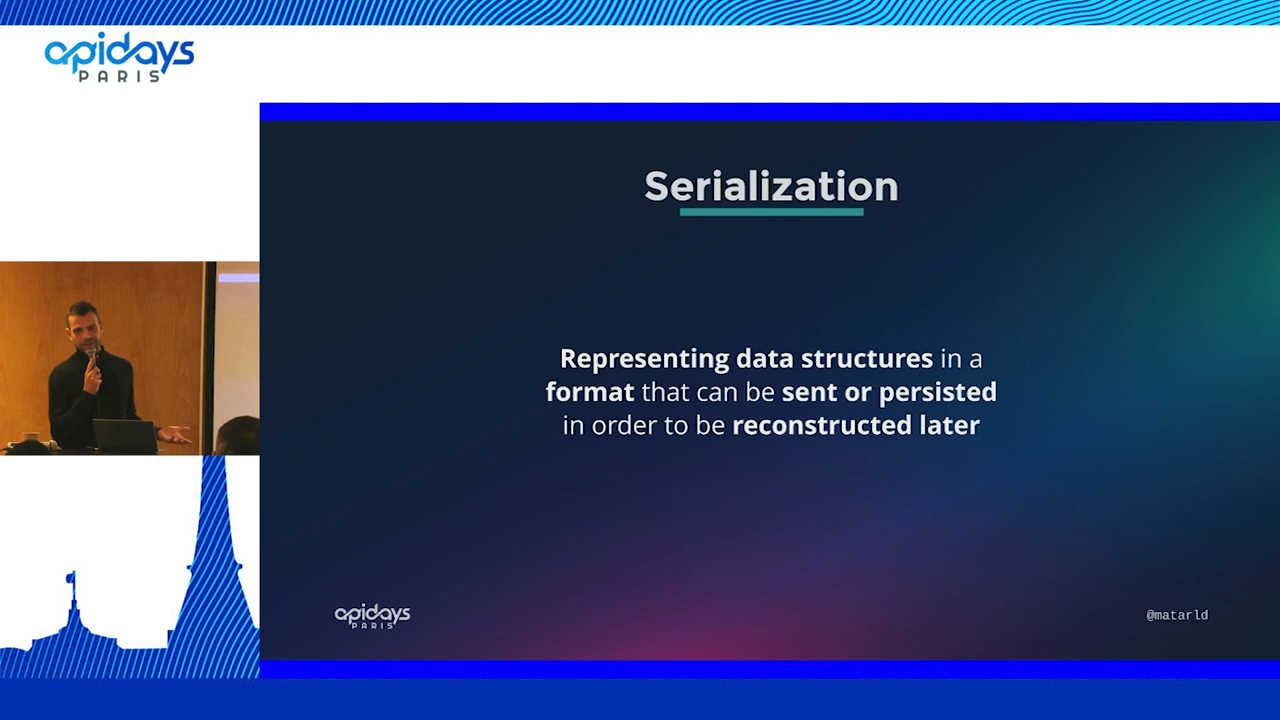 apidays
PARIS
Serialization
Representing data structures in a
format that can be sent or persisted
in order to be reconstructed later
apidays
PARIS
@matarld